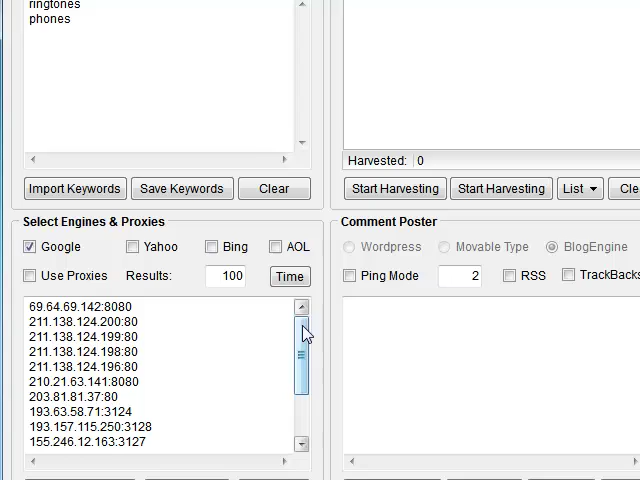 ringtones
phones
Harvested: 0
Import Keywords Save Keywords Clear
Start Harvesting Start Harvesting List
Select Engines & Proxies
Comment Poster
Google Yahoo Bing AOL
Wordpress Movable Type BlogEngine
Use Proxies Results: 100 Time
Ping Mode 2 RSS TrackBacks
69.64.69.142:8080
211.138.124.200:80
211.138.124.199:80
211.138.124.198:80
211.138.124.196:80
210.21.63.141:8080
203.81.81.37:80
193.63.58.71:3124
193.157.115.250:3128
155.246.12.163:3127